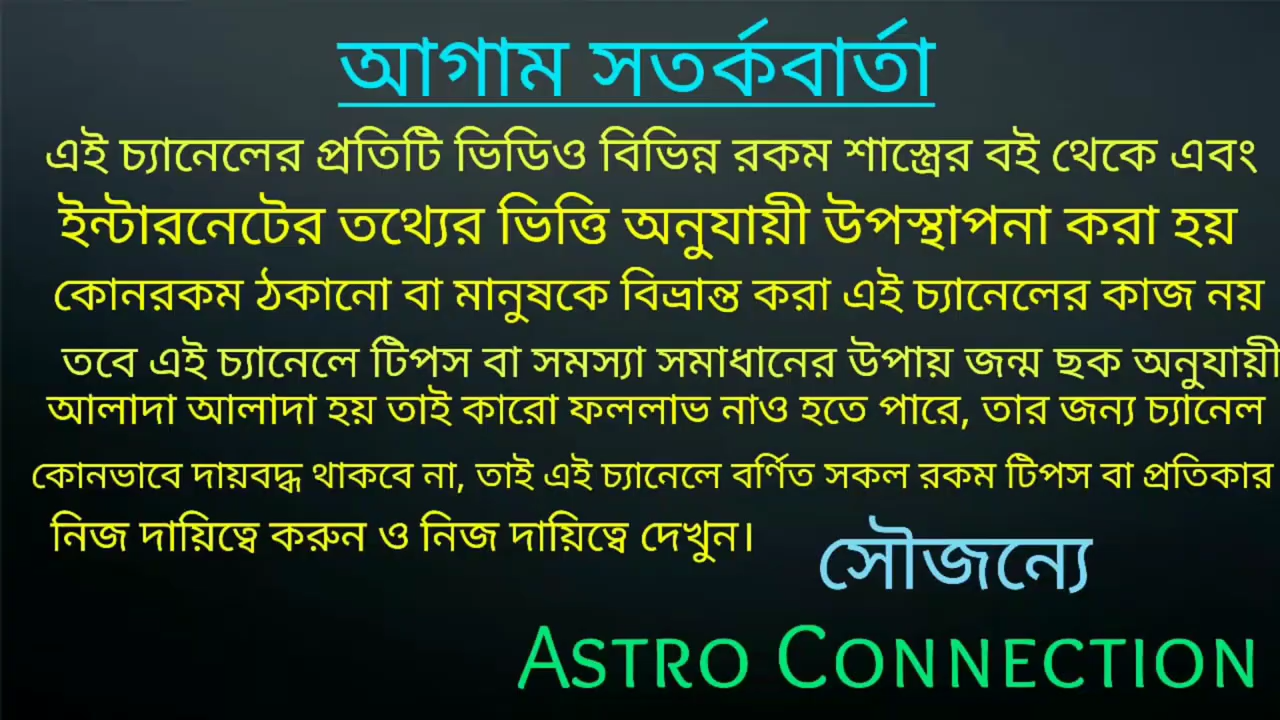 আগাম সতর্কবার্তা
এই চ্যানেলের প্রতিটি ভিডিও বিভিন্ন রকম শাস্ত্রের বই থেকে এবং
ইন্টারনেটের তথ্যের ভিত্তি অনুযায়ী উপস্থাপনা করা হয়
কোনরকম ঠকানো বা মানুষকে বিভ্রান্ত করা এই চ্যানেলের কাজ নয়
তবে এই চ্যানেলে টিপস বা সমস্যা সমাধানের উপায় জন্ম ছক অনুযায়ী
আলাদা আলাদা হয় তাই কারো ফললাভ নাও হতে পারে, তার জন্য চ্যানেল
কোনভাবে দায়বদ্ধ থাকবে না, তাই এই চ্যানেলে বর্ণিত সকল রকম টিপস বা প্রতিকার
নিজ দায়িত্বে করুন ও নিজ দায়িত্বে দেখুন।
সৌজন্যে
Astro Connection